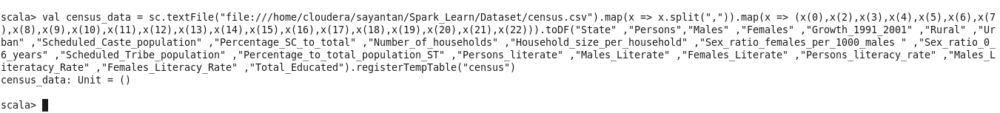 scala> val census_data = sc.textFile("file:///home/cloudera/sayantan/Spark_Learn/Dataset/census.csv").map(x => x.split(",")).map(x => (x(0),x(2),x(3),x(4),x(5),x(6),x(7
),x(8),x(9),x(10),x(11),x(12),x(13),x(14),x(15),x(16),x(17),x(18),x(19),x(20),x(21),x(22))).toDF("State" ,"Persons","Males" ,"Females" ,"Growth_1991_2001" ,"Rural" ,"Ur
ban" ,"Scheduled_Caste_population" ,"Percentage_SC_to_total" ,"Number_of_households" ,"Household_size_per_household" ,"Sex_ratio_females_per_1000_males " ,"Sex_ratio_0_
6_years" ,"Scheduled_Tribe_population" ,"Percentage_to_total_population_ST" ,"Persons_literate" ,"Males_Literate" ,"Females_Literate" ,"Persons_literacy_rate" ,"Males_L
iteratacy_Rate" ,"Females_Literacy_Rate" ,"Total_Educated").registerTempTable("census")
census_data: Unit = ()
scala>